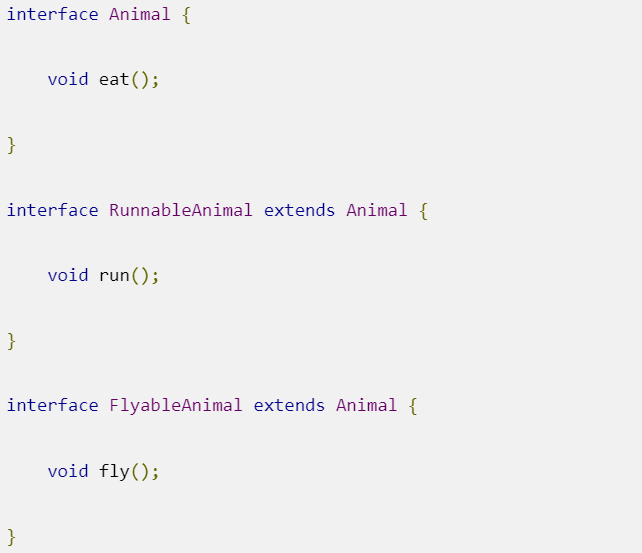 interface Animal {
void eat();
}
interface RunnableAnimal extends Animal {
void run();
}
interface FlyableAnimal extends Animal {
void fly();
}